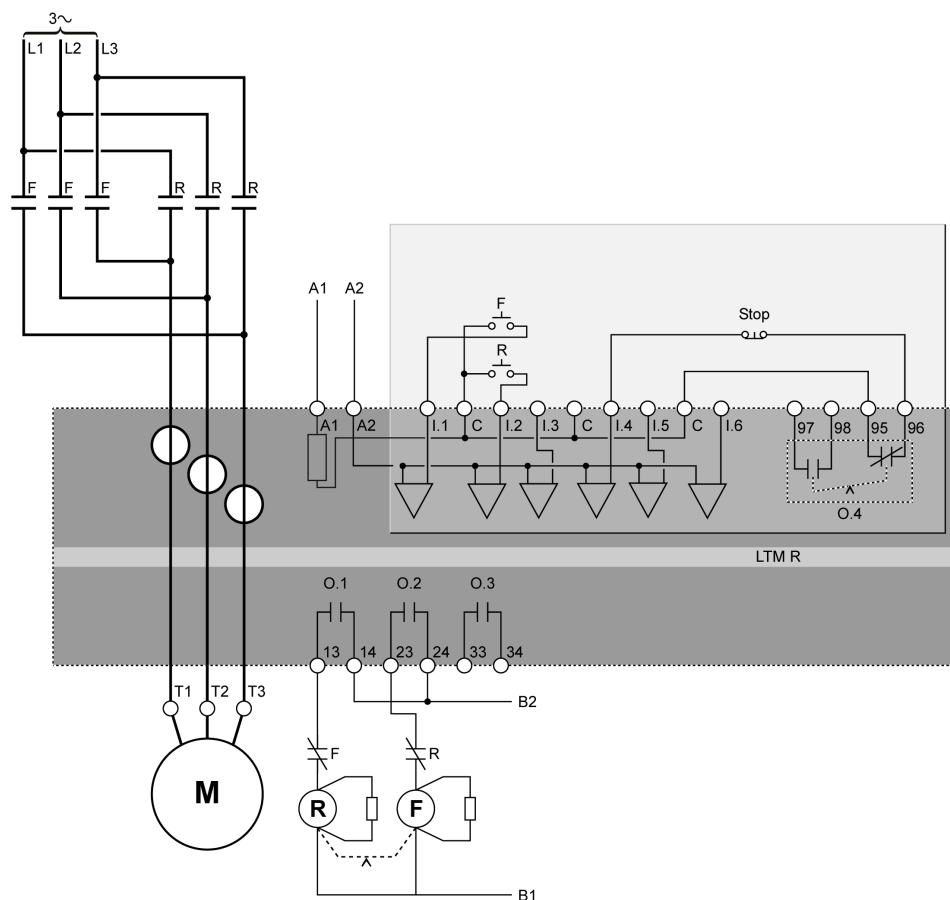 3~
L1 L2 L3
F F F R R R
A1 A2
F
R
Stop
A1 A2 I.1 C I.2 I.3 C I.4 I.5 C I.6 97 98 95 96
O.4
LTM R
O.1 O.2 O.3
13 14 23 24 33 34
T1 T2 T3
B2
F R
M
R F
B1